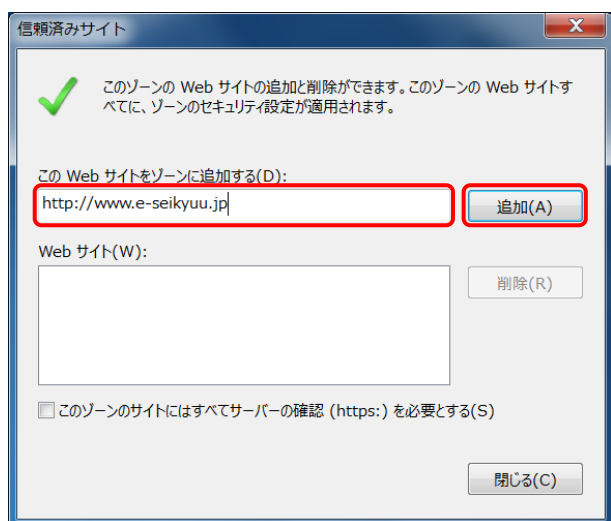 信頼済みサイト
このゾーンの Web サイトの追加と削除ができます。このゾーンの Web サイトす
べてに、ゾーンのセキュリティ設定が適用されます。
この Web サイトをゾーンに追加する(D):
http://www.e-seikyuu.jp
追加(A)
Web サイト(W):
削除(R)
このゾーンのサイトにはすべてサーバーの確認 (https:) を必要とする(S)
閉じる(C)